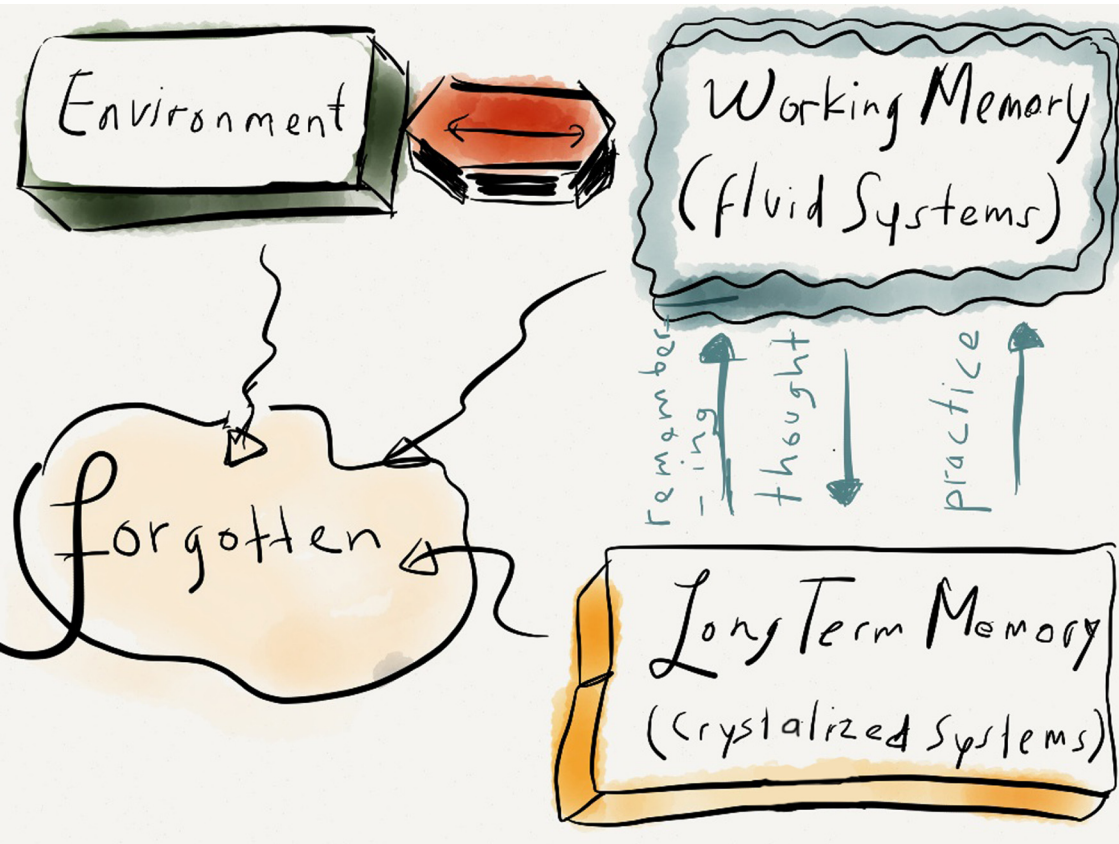 Environment
Working Memory
(fluid Systems)
remember-
-ing
thought
practice
forgotten
Long Term Memory
(Crystalized Systems)